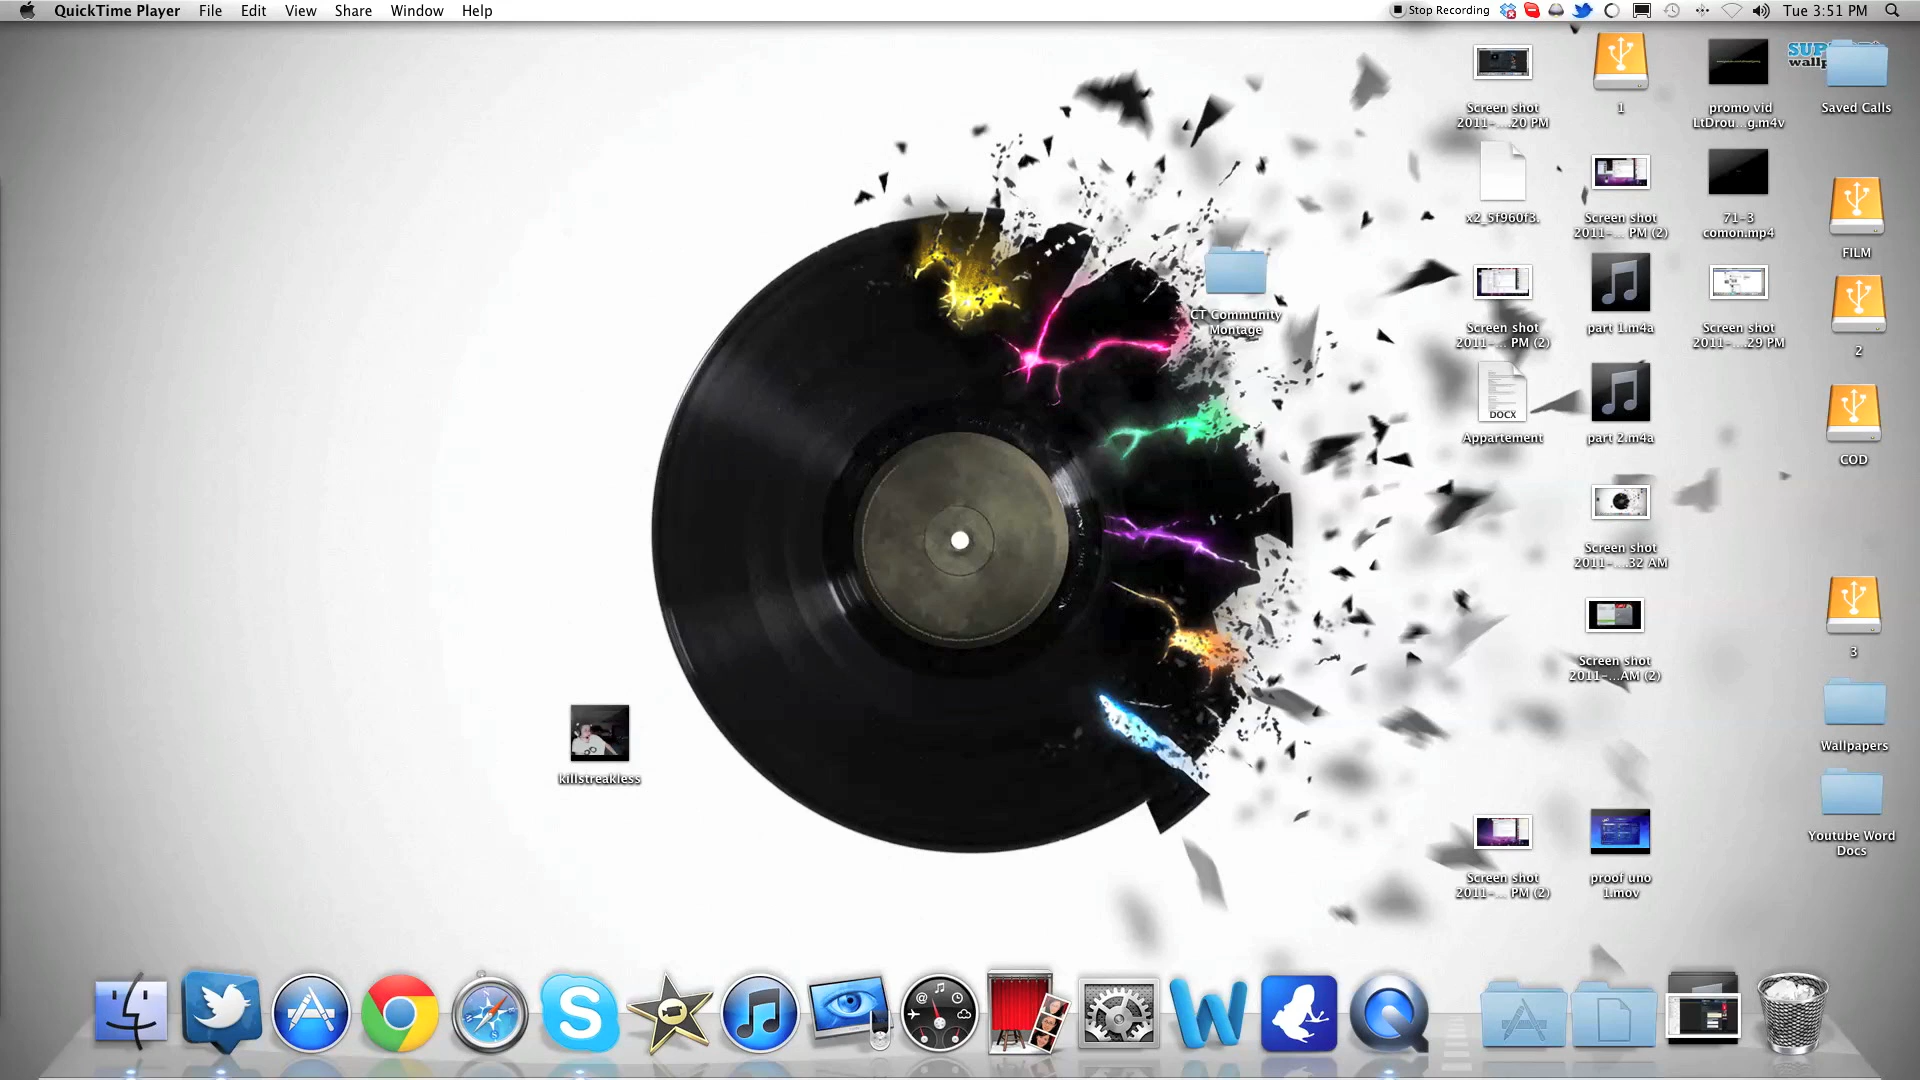 QuickTime Player File Edit View Share Window Help
Stop Recording Tue 3:51 PM
Screen shot
2011-....20 PM
1
promo vid
LtDrou...g.m4v
Saved Calls
x2_5f960f3.
Screen shot
2011-... PM (2)
71-3
comon.mp4
FILM
CT Community
Montage
Screen shot
2011-... PM (2)
part 1.m4a
Screen shot
2011-....29 PM
2
DOCX
Appartement
part 2.m4a
COD
Screen shot
2011-....32 AM
Screen shot
2011-...AM (2)
3
Wallpapers
killstreakless
Youtube Word
Docs
Screen shot
2011-... PM (2)
proof uno
1.mov